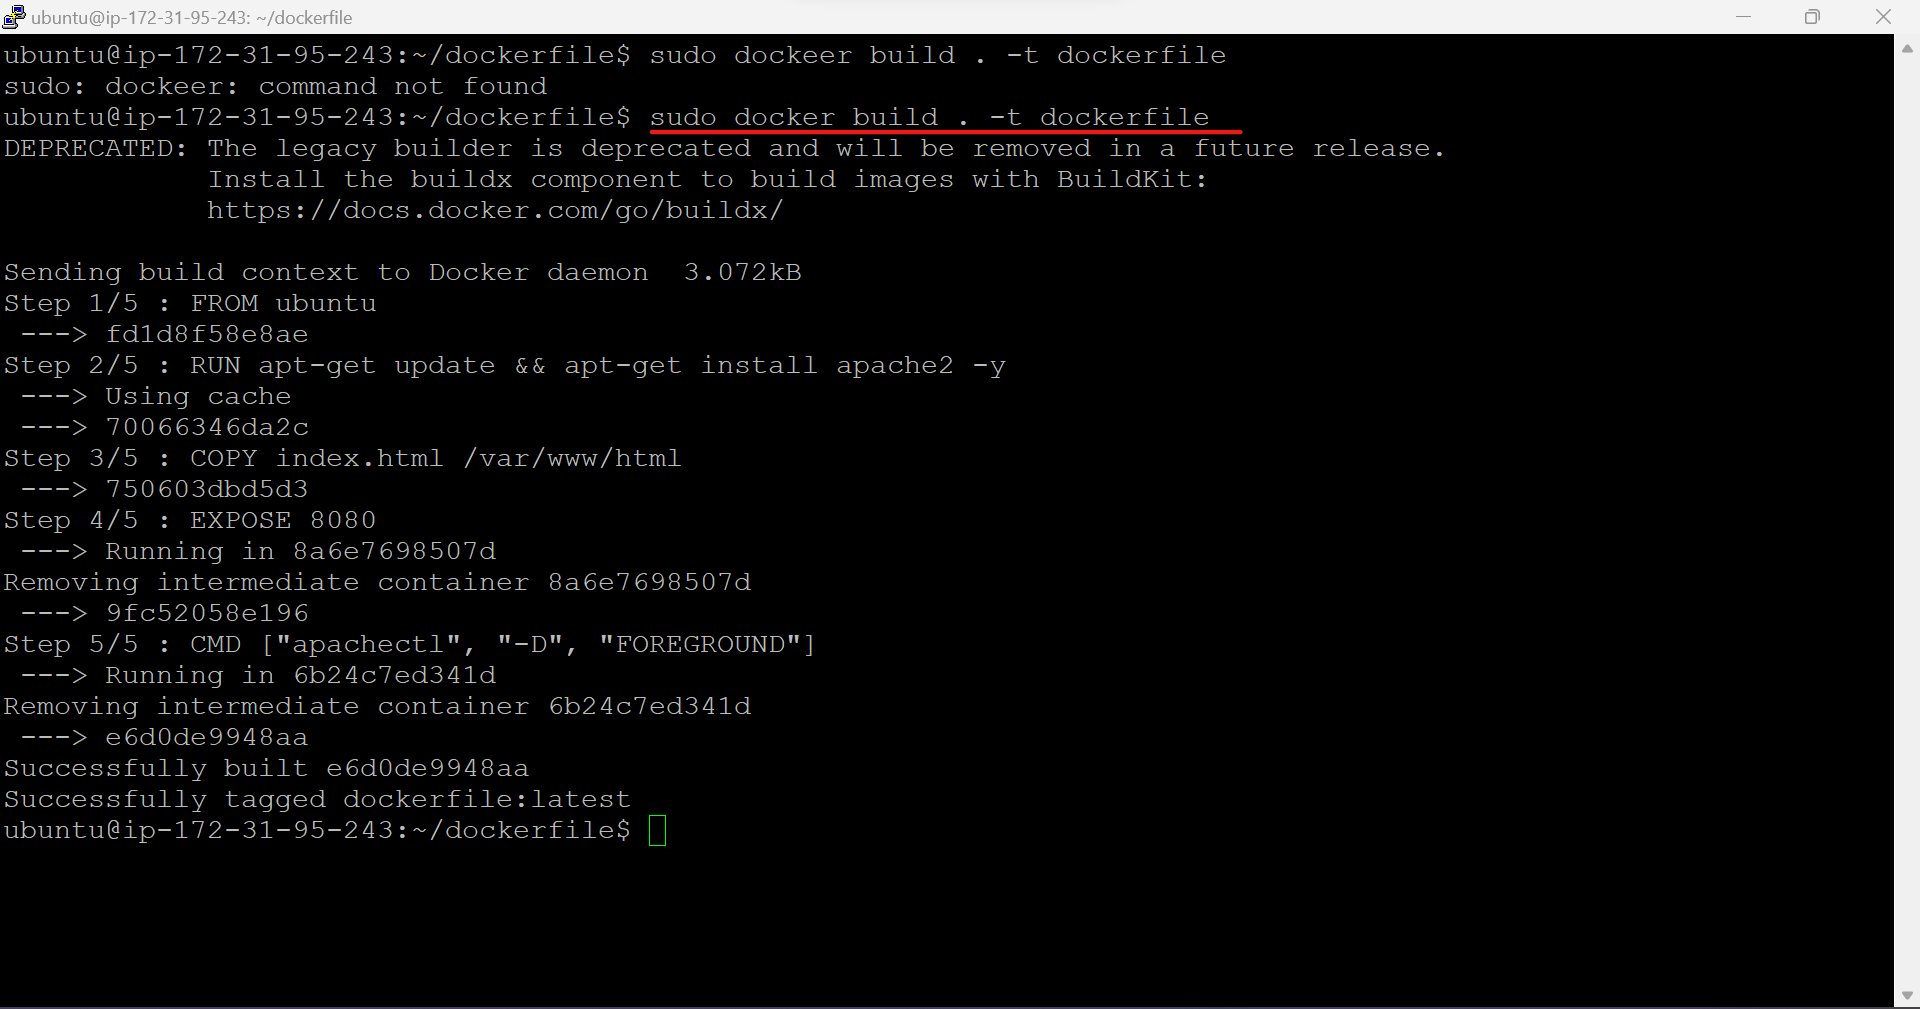 ubuntu@ip-172-31-95-243: ~/dockerfile
ubuntu@ip-172-31-95-243:~/dockerfile$ sudo dockeer build . -t dockerfile
sudo: dockeer: command not found
ubuntu@ip-172-31-95-243:~/dockerfile$ sudo docker build . -t dockerfile
DEPRECATED: The legacy builder is deprecated and will be removed in a future release.
            Install the buildx component to build images with BuildKit:
            https://docs.docker.com/go/buildx/

Sending build context to Docker daemon  3.072kB
Step 1/5 : FROM ubuntu
 ---> fd1d8f58e8ae
Step 2/5 : RUN apt-get update && apt-get install apache2 -y
 ---> Using cache
 ---> 70066346da2c
Step 3/5 : COPY index.html /var/www/html
 ---> 750603dbd5d3
Step 4/5 : EXPOSE 8080
 ---> Running in 8a6e7698507d
Removing intermediate container 8a6e7698507d
 ---> 9fc52058e196
Step 5/5 : CMD ["apachectl", "-D", "FOREGROUND"]
 ---> Running in 6b24c7ed341d
Removing intermediate container 6b24c7ed341d
 ---> e6d0de9948aa
Successfully built e6d0de9948aa
Successfully tagged dockerfile:latest
ubuntu@ip-172-31-95-243:~/dockerfile$